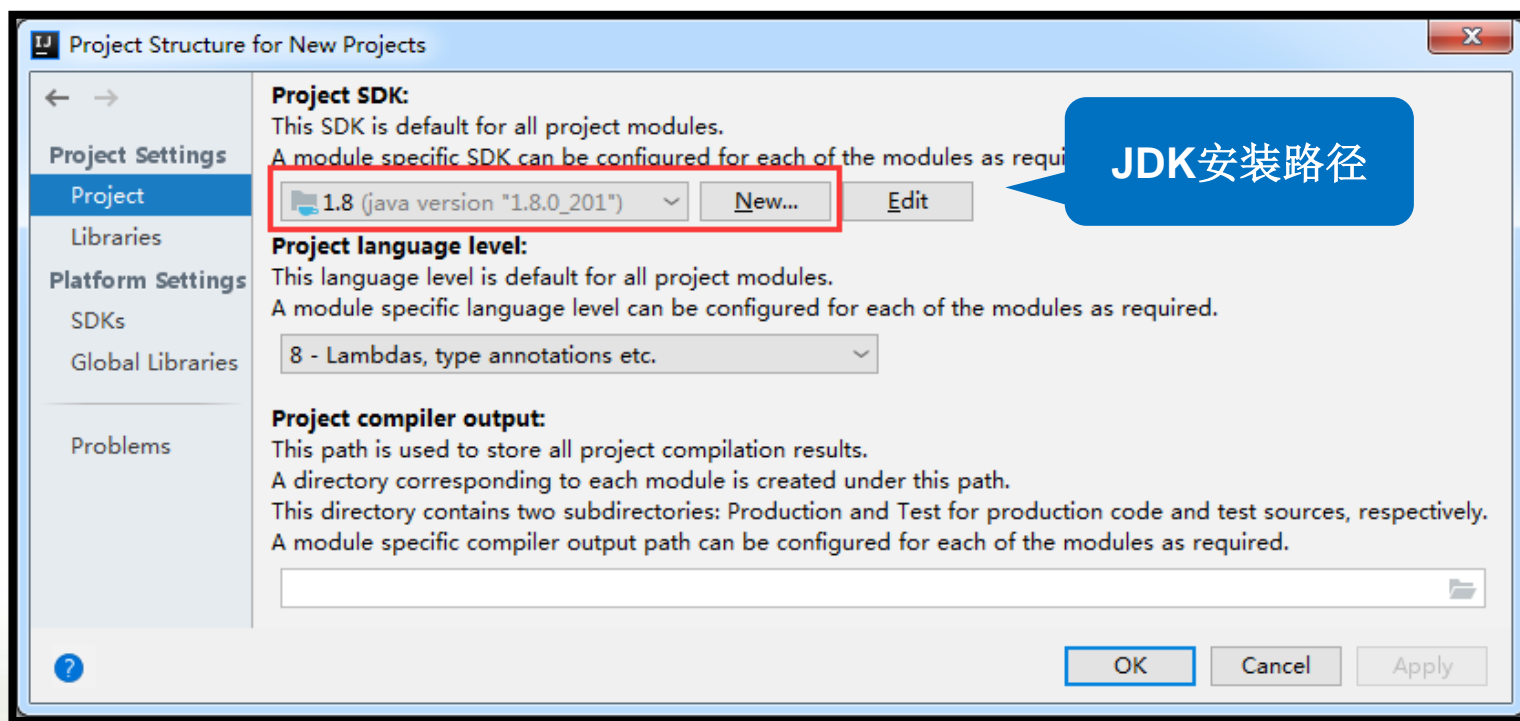 Project Structure for New Projects
Project Settings
Project
Libraries
Platform Settings
SDKs
Global Libraries
Problems
Project SDK:
This SDK is default for all project modules.
A module specific SDK can be configured for each of the modules as requi
JDK安装路径
1.8 (java version "1.8.0_201")
New...
Edit
Project language level:
This language level is default for all project modules.
A module specific language level can be configured for each of the modules as required.
8 - Lambdas, type annotations etc.
Project compiler output:
This path is used to store all project compilation results.
A directory corresponding to each module is created under this path.
This directory contains two subdirectories: Production and Test for production code and test sources, respectively.
A module specific compiler output path can be configured for each of the modules as required.
?
OK
Cancel
Apply